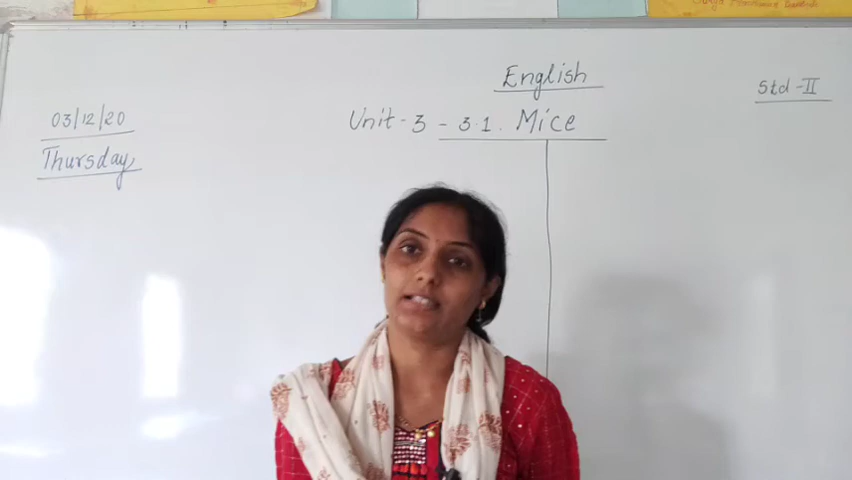 English
Std - II
03/12/20
Unit - 3 - 3.1. Mice
Thursday